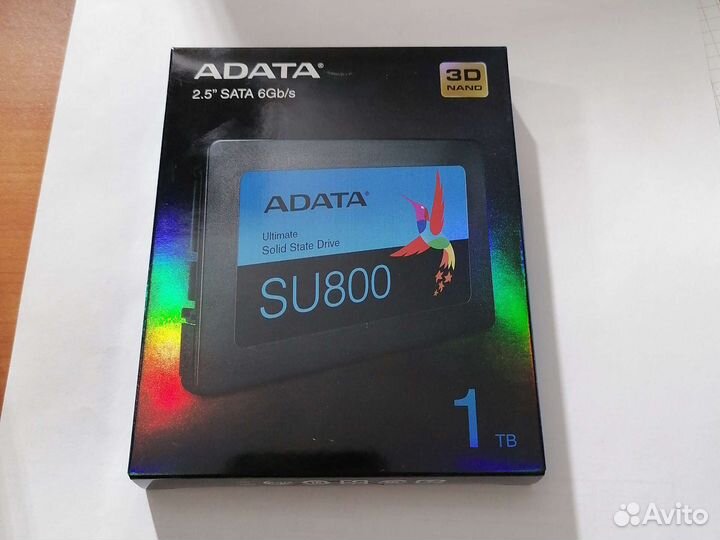 ADATA®
2.5" SATA 6Gb/s
3D
NAND
ADATA®
Ultimate
Solid State Drive
SU800
1 TB
Avito